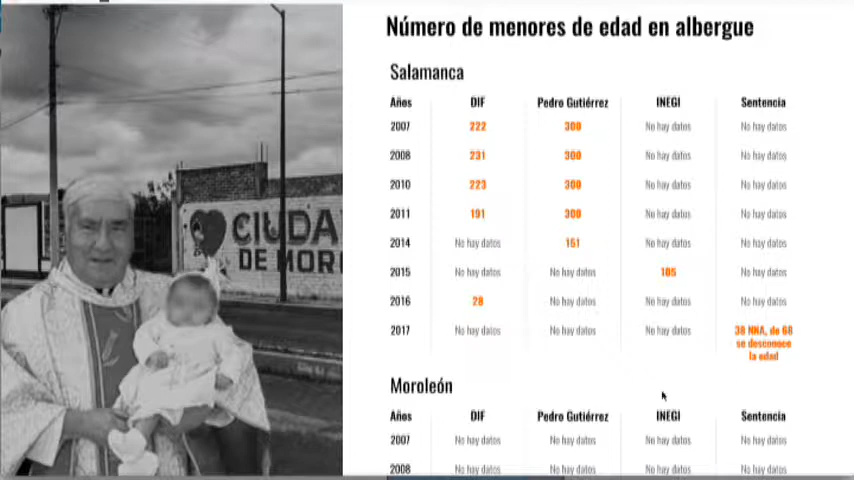 Número de menores de edad en albergue
Salamanca
Años DIF Pedro Gutiérrez INEGI Sentencia
2007 222 300 No hay datos No hay datos
2008 231 300 No hay datos No hay datos
2010 223 300 No hay datos No hay datos
2011 191 300 No hay datos No hay datos
2014 No hay datos 151 No hay datos No hay datos
2015 No hay datos No hay datos 105 No hay datos
2016 28 No hay datos No hay datos No hay datos
2017 No hay datos No hay datos No hay datos 38 NNA, de 68
se desconoce
la edad
Moroleón
Años DIF Pedro Gutiérrez INEGI Sentencia
2007 No hay datos No hay datos No hay datos No hay datos
2008 No hay datos No hay datos No hay datos No hay datos
CIUDA
DE MOR